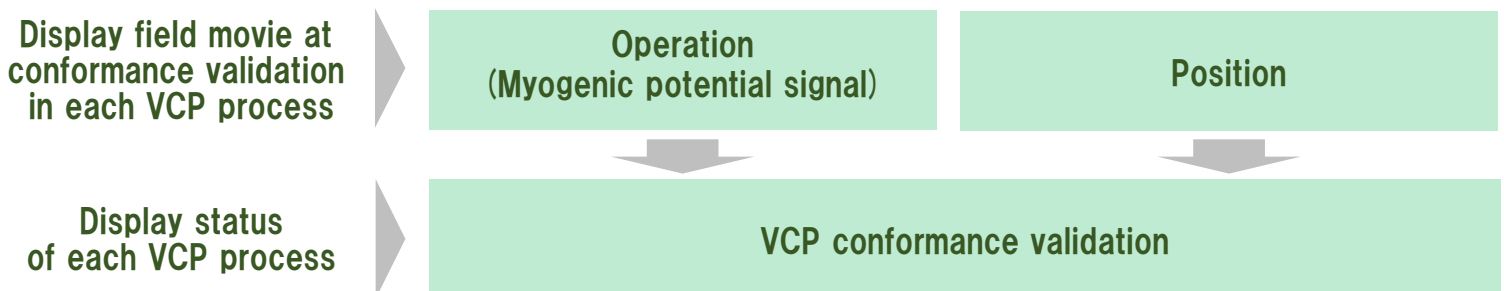 Display field movie at
conformance validation
in each VCP process
Operation
(Myogenic potential signal)
Position
Display status
of each VCP process
VCP conformance validation